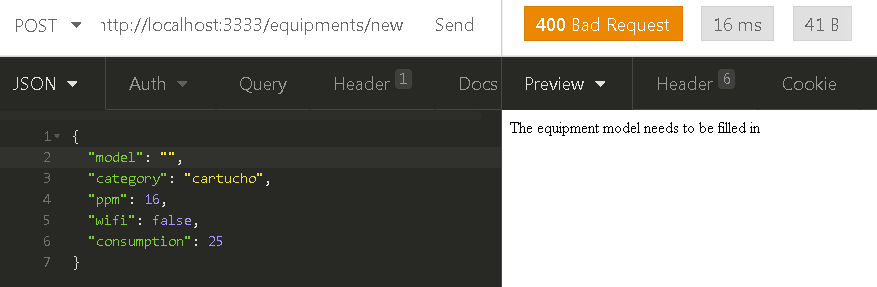 POST http://localhost:3333/equipments/new Send 400 Bad Request 16 ms 41 B
JSON Auth Query Header 1 Docs Preview Header 6 Cookie
1 {
2 "model": "",
3 "category": "cartucho",
4 "ppm": 16,
5 "wifi": false,
6 "consumption": 25
7 }
The equipment model needs to be filled in